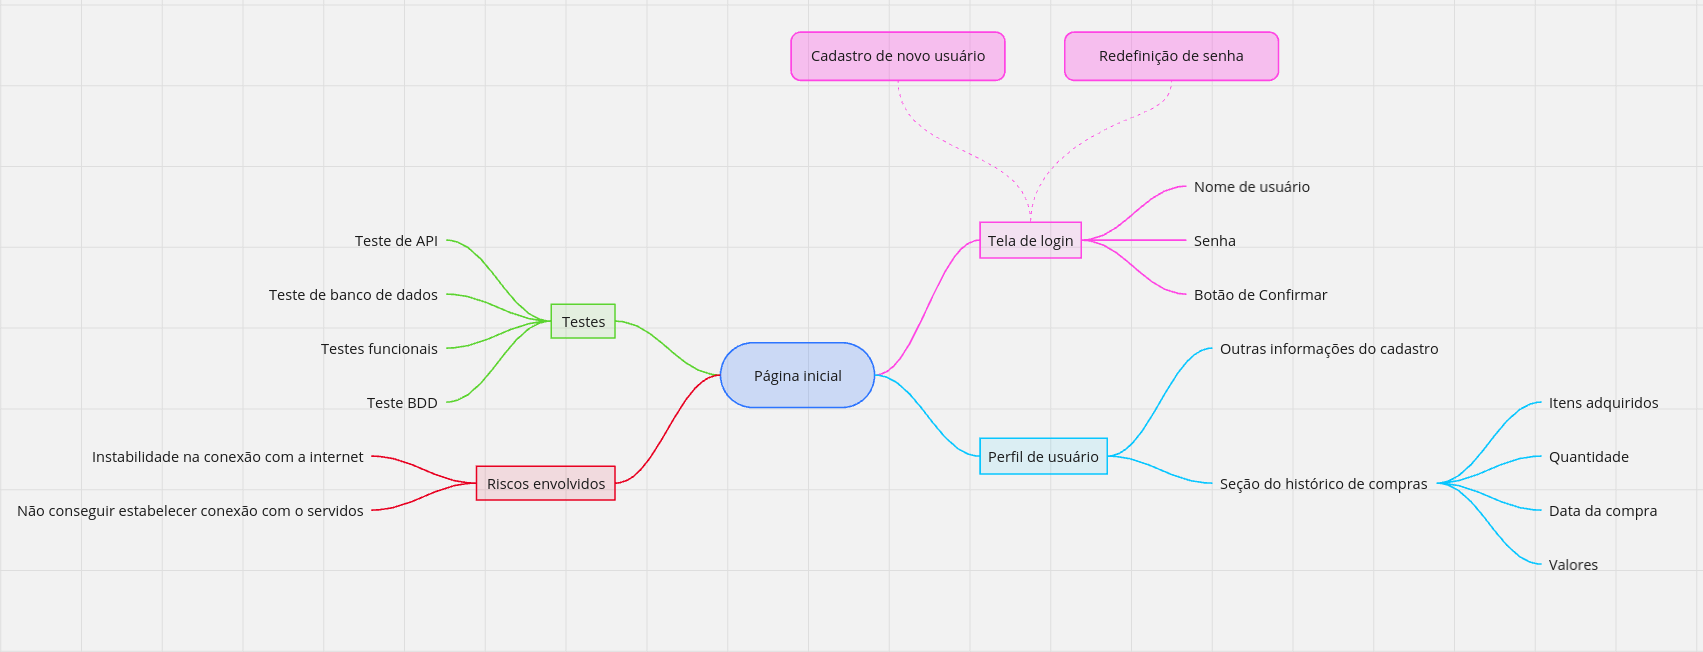 Cadastro de novo usuário
Redefinição de senha
Nome de usuário
Tela de login
Senha
Botão de Confirmar
Teste de API
Teste de banco de dados
Testes
Testes funcionais
Teste BDD
Página inicial
Outras informações do cadastro
Perfil de usuário
Seção do histórico de compras
Itens adquiridos
Quantidade
Data da compra
Valores
Instabilidade na conexão com a internet
Riscos envolvidos
Não conseguir estabelecer conexão com o servidos